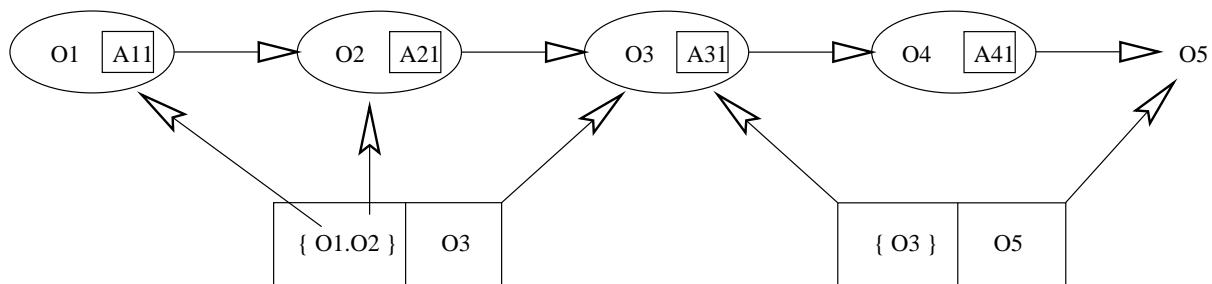 O1 A11 O2 A21 O3 A31 O4 A41 O5
{ O1.O2 } O3 { O3 } O5